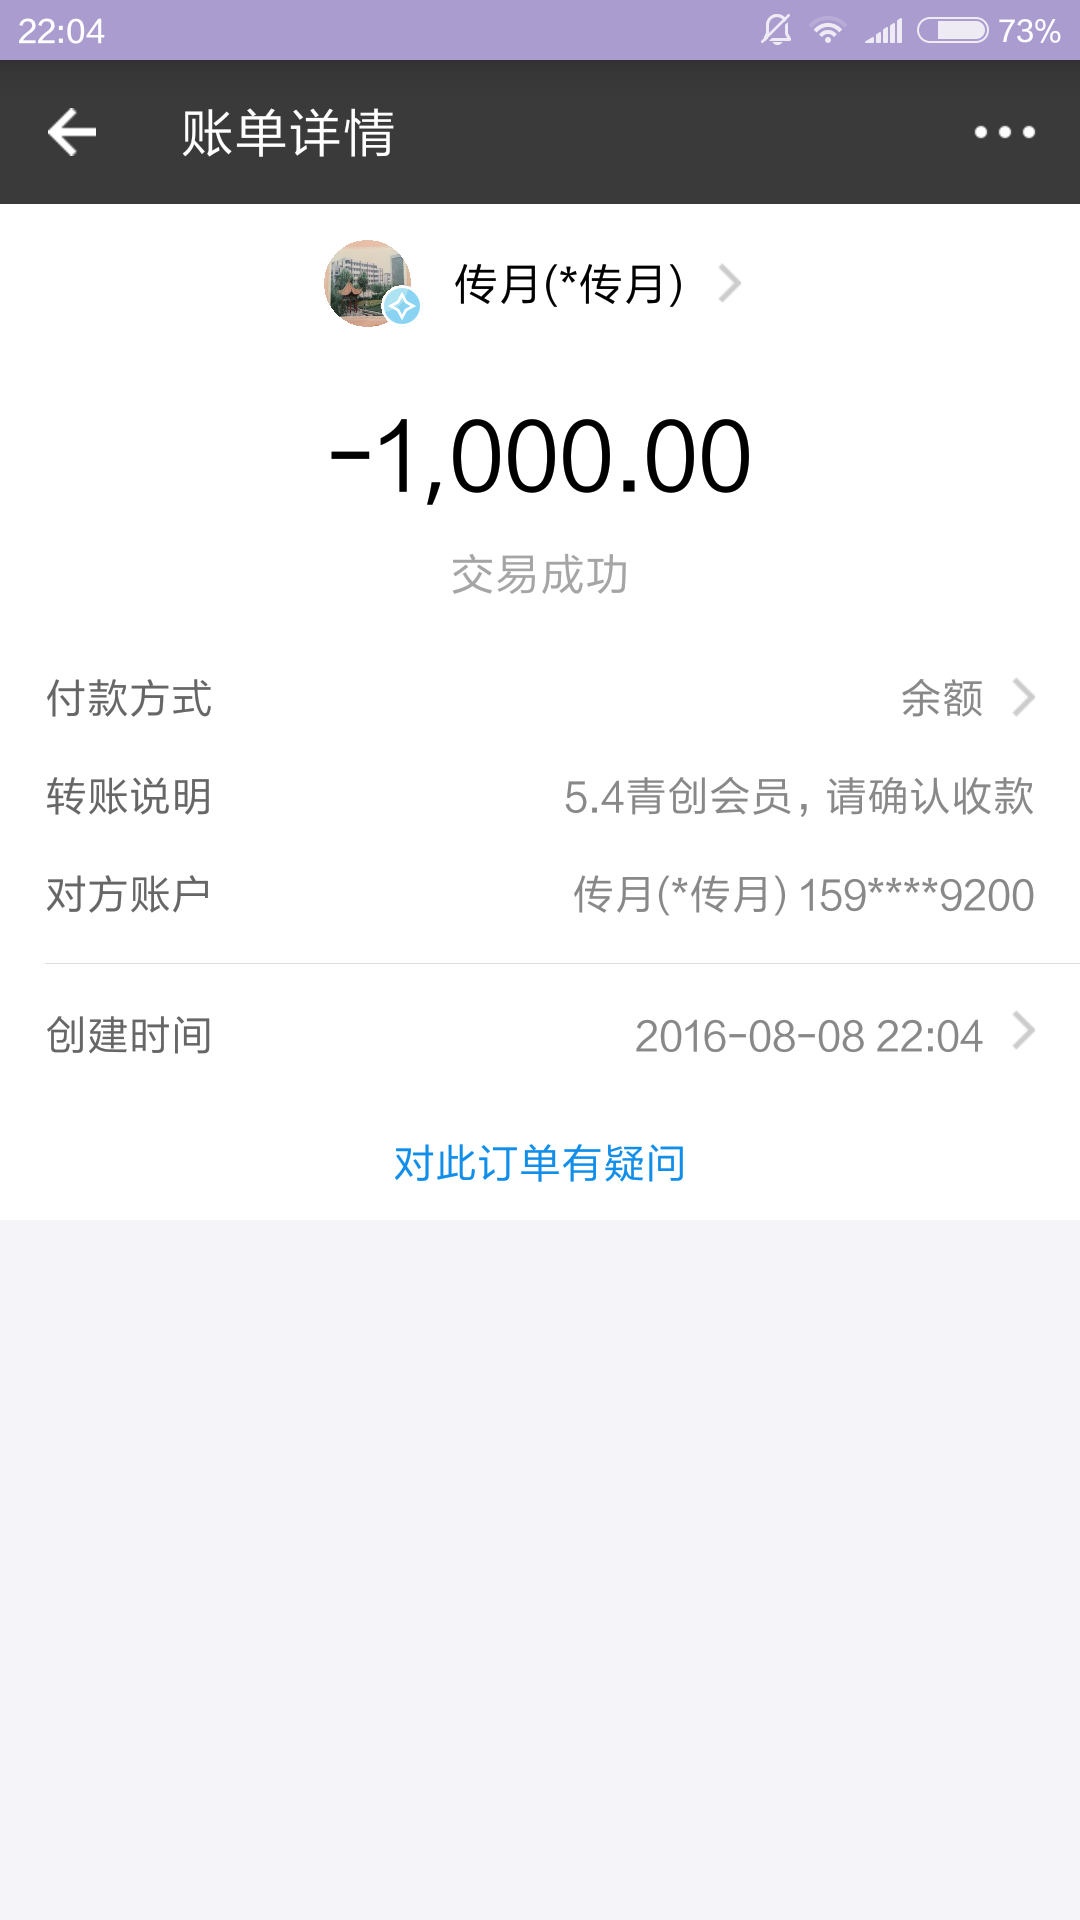 22:04 73%
账单详情
传月(*传月)
-1,000.00
交易成功
付款方式 余额
转账说明 5.4青创会员，请确认收款
对方账户 传月(*传月) 159****9200
创建时间 2016-08-08 22:04
对此订单有疑问